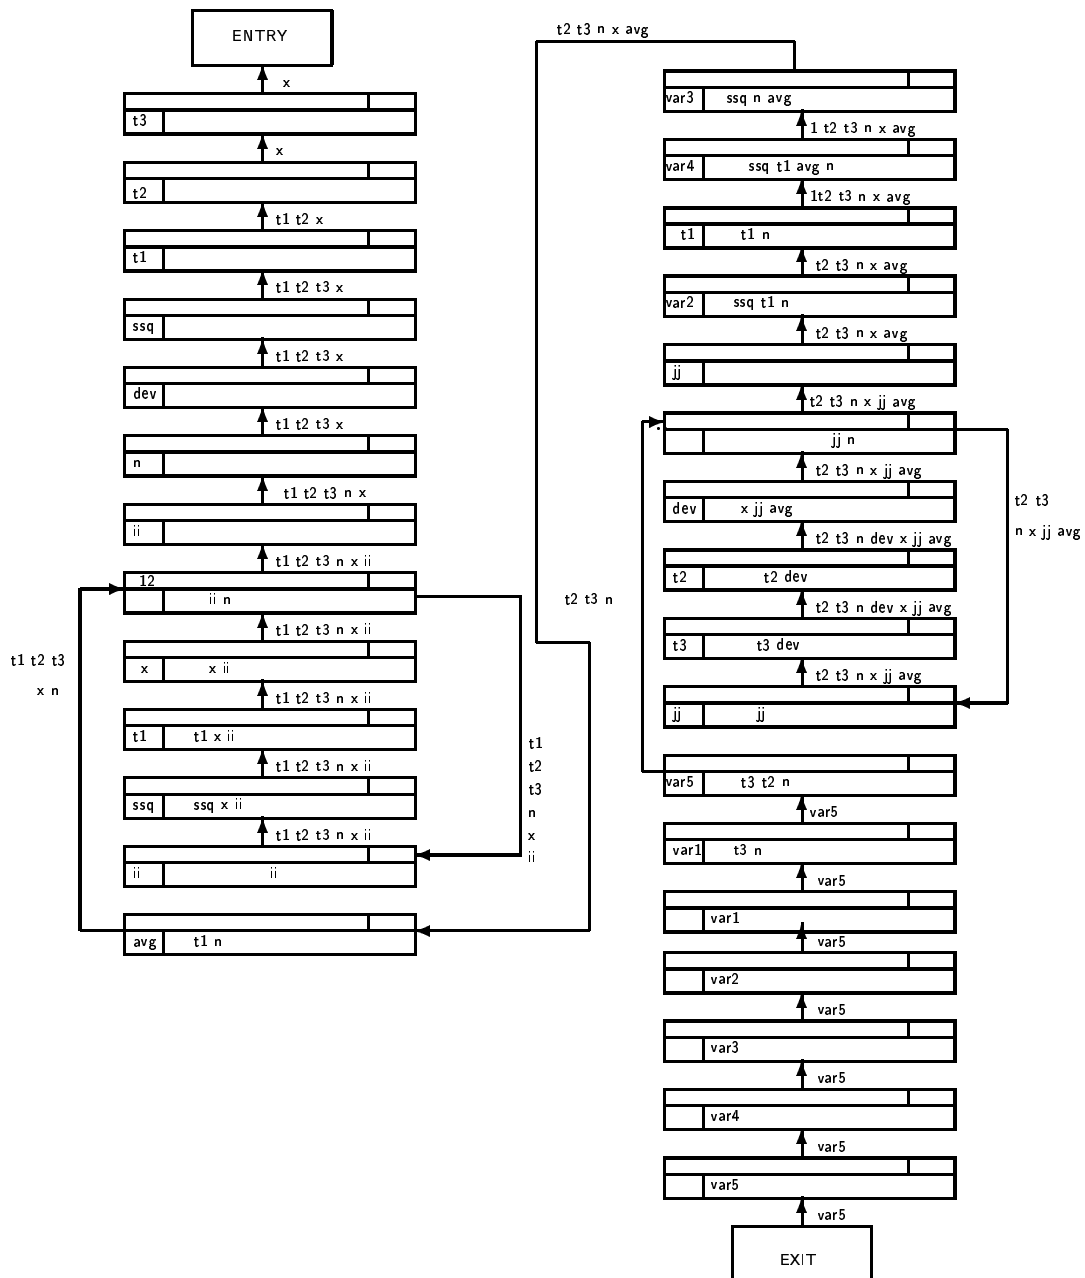 ENTRY
x
t3
x
t2
t1 t2 x
t1
t1 t2 t3 x
ssq
t1 t2 t3 x
dev
t1 t2 t3 x
n
t1 t2 t3 n x
ii
t1 t2 t3 n x ii
12
ii n
t1 t2 t3 n x ii
x x ii
t1 t2 t3 n x ii
t1 t1 x ii
t1 t2 t3 n x ii
ssq ssq x ii
t1 t2 t3 n x ii
ii ii
avg t1 n
t1 t2 t3
x n
t1
t2
t3
n
x
ii
t2 t3 n x avg
var3 ssq n avg
1 t2 t3 n x avg
var4 ssq t1 avg n
1t2 t3 n x avg
t1 t1 n
t2 t3 n x avg
var2 ssq t1 n
t2 t3 n x avg
jj
t2 t3 n x jj avg
jj n
t2 t3 n x jj avg
dev x jj avg
t2 t3 n dev x jj avg
t2 t2 dev
t2 t3 n dev x jj avg
t3 t3 dev
t2 t3 n x jj avg
jj jj
t2 t3 n
t2 t3
n x jj avg
var5 t3 t2 n
var5
var1 t3 n
var5
var1
var5
var2
var5
var3
var5
var4
var5
var5
var5
EXIT